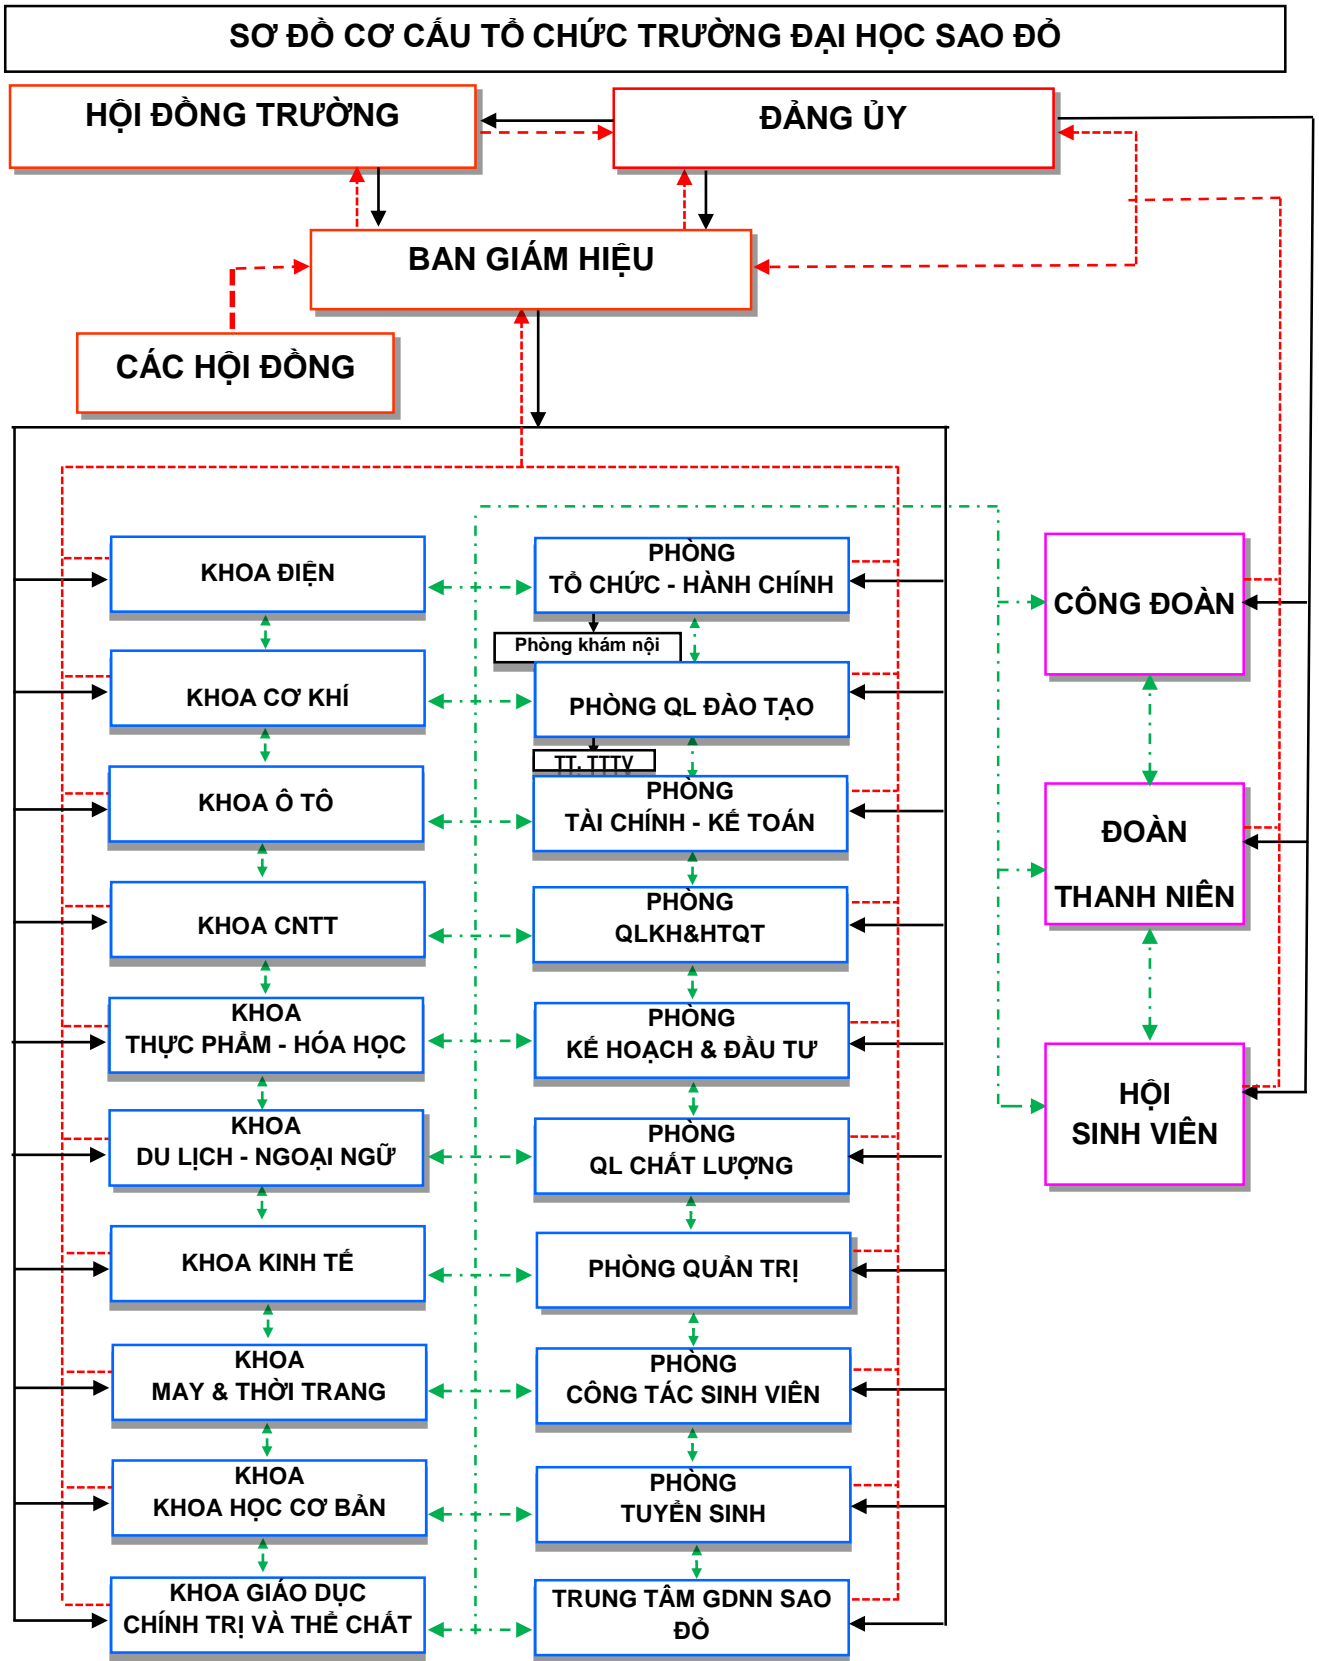 SƠ ĐỒ CƠ CẤU TỔ CHỨC TRƯỜNG ĐẠI HỌC SAO ĐỎ
HỘI ĐỒNG TRƯỜNG
ĐẢNG ỦY
BAN GIÁM HIỆU
CÁC HỘI ĐỒNG
KHOA ĐIỆN
PHÒNG
TỔ CHỨC - HÀNH CHÍNH
Phòng khám nội
KHOA CƠ KHÍ
PHÒNG QL ĐÀO TẠO
TT. TTTV
KHOA Ô TÔ
PHÒNG
TÀI CHÍNH - KẾ TOÁN
KHOA CNTT
PHÒNG
QLKH&HTQT
KHOA
THỰC PHẨM - HÓA HỌC
PHÒNG
KẾ HOẠCH & ĐẦU TƯ
KHOA
DU LỊCH - NGOẠI NGỮ
PHÒNG
QL CHẤT LƯỢNG
KHOA KINH TẾ
PHÒNG QUẢN TRỊ
KHOA
MAY & THỜI TRANG
PHÒNG
CÔNG TÁC SINH VIÊN
KHOA
KHOA HỌC CƠ BẢN
PHÒNG
TUYỂN SINH
KHOA GIÁO DỤC
CHÍNH TRỊ VÀ THỂ CHẤT
TRUNG TÂM GDNN SAO
ĐỎ
CÔNG ĐOÀN
ĐOÀN
THANH NIÊN
HỘI
SINH VIÊN